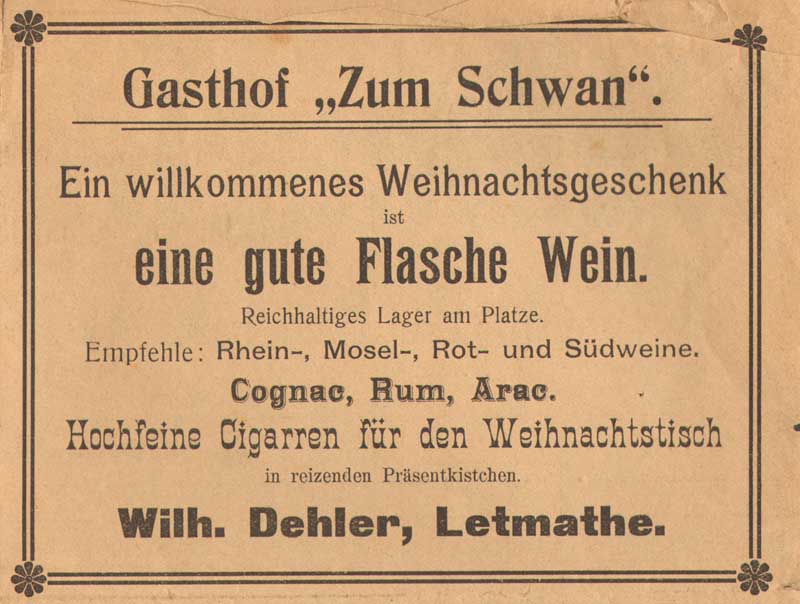 Gasthof „Zum Schwan“.
Ein willkommenes Weihnachtsgeschenk
ist
eine gute Flasche Wein.
Reichhaltiges Lager am Platze.
Empfehle: Rhein-, Mosel-, Rot- und Südweine.
Cognac, Rum, Arac.
Hochfeine Cigarren für den Weihnachtstisch
in reizenden Präsentkistchen.
Wilh. Dehler, Letmathe.